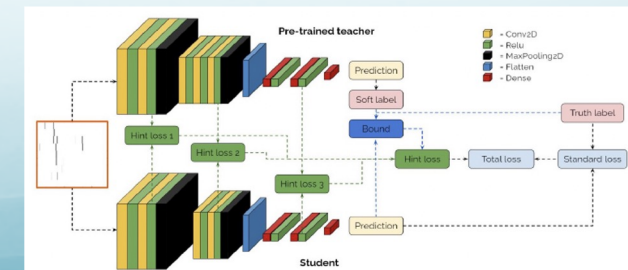 Pre-trained teacher
= Conv2D
= Relu
= MaxPooling2D
= Flatten
= Dense
Prediction
Soft label
Truth label
Bound
Hint loss 1
Hint loss 2
Hint loss 3
Hint loss
Total loss
Standard loss
Prediction
Student